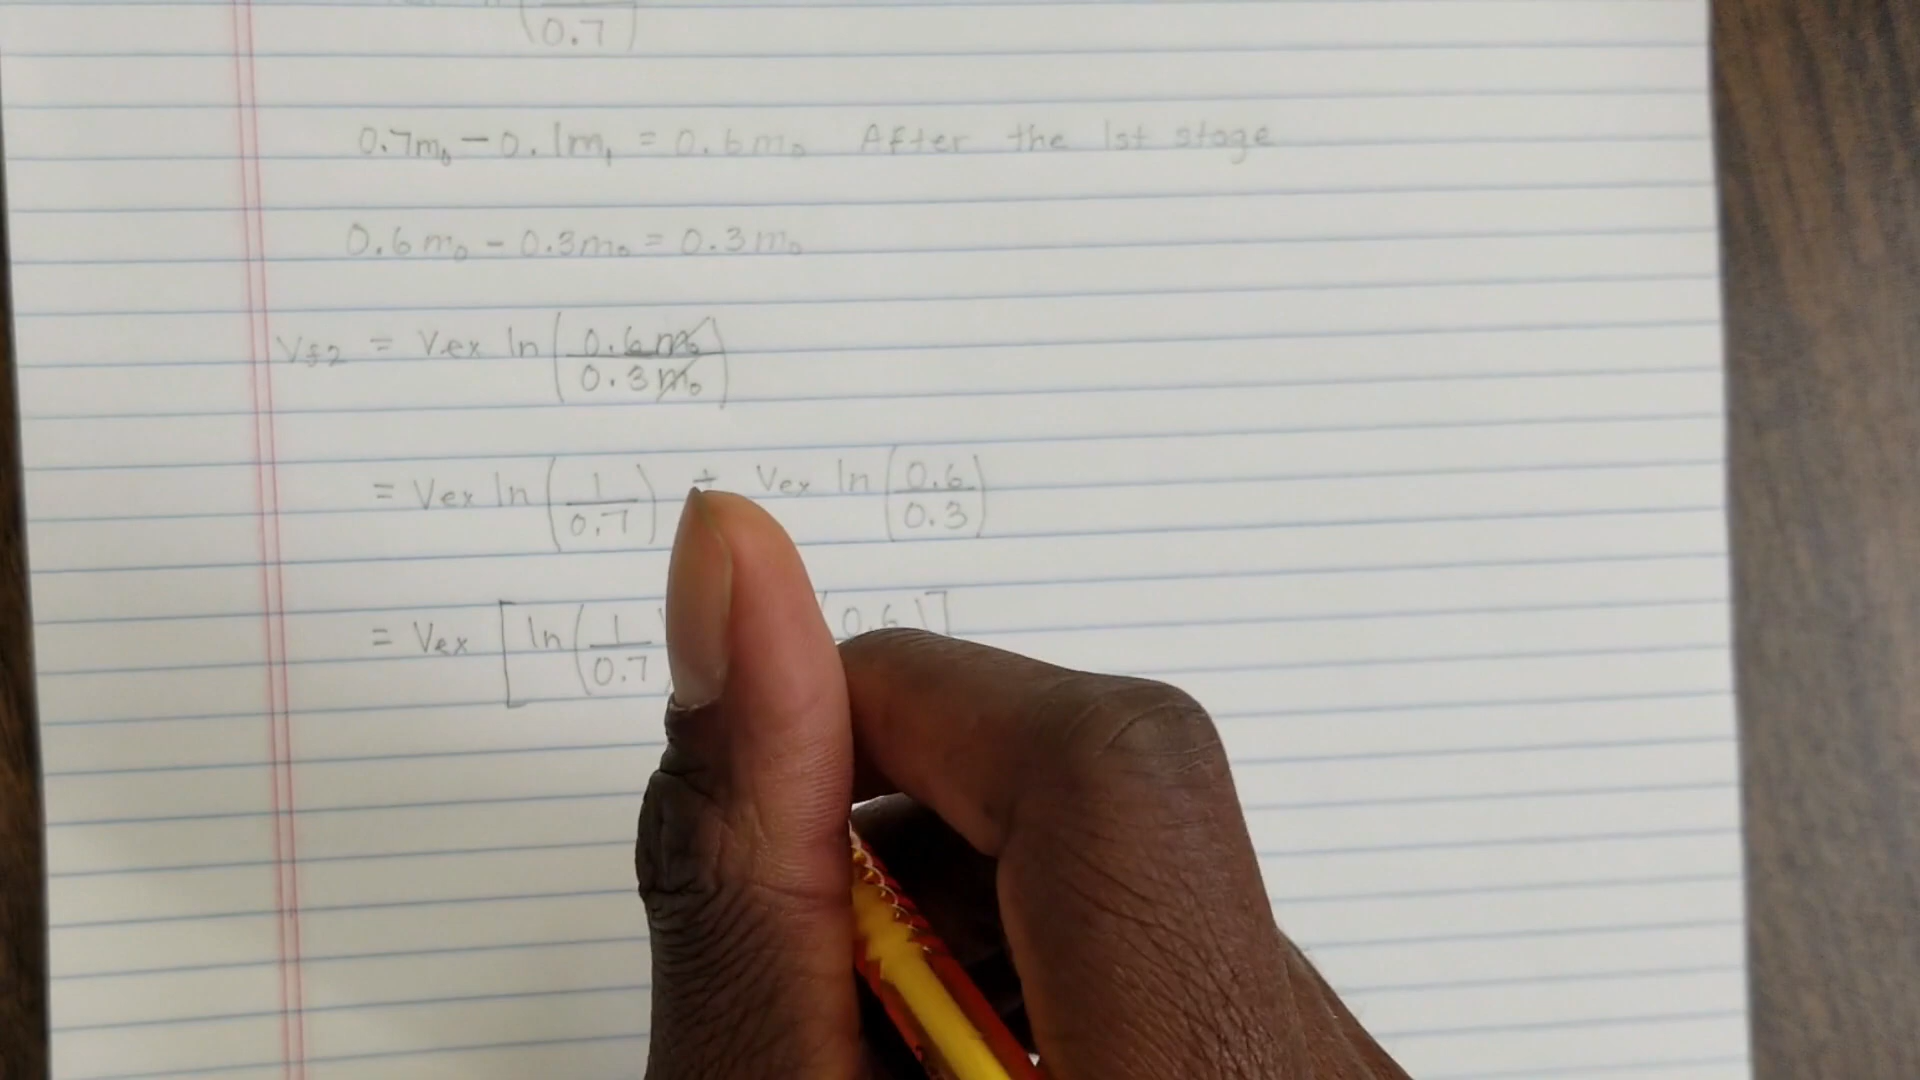 (0.7)
0.7m₀ - 0.1m₁ = 0.6m₀ After the 1st stage
0.6m₀ - 0.3m₀ = 0.3m₀
Vf2 = Vex ln(0.6m₀/0.3m₀)
= Vex ln(1/0.7) + Vex ln(0.6/0.3)
= Vex [ln(1/0.7) (0.6)]